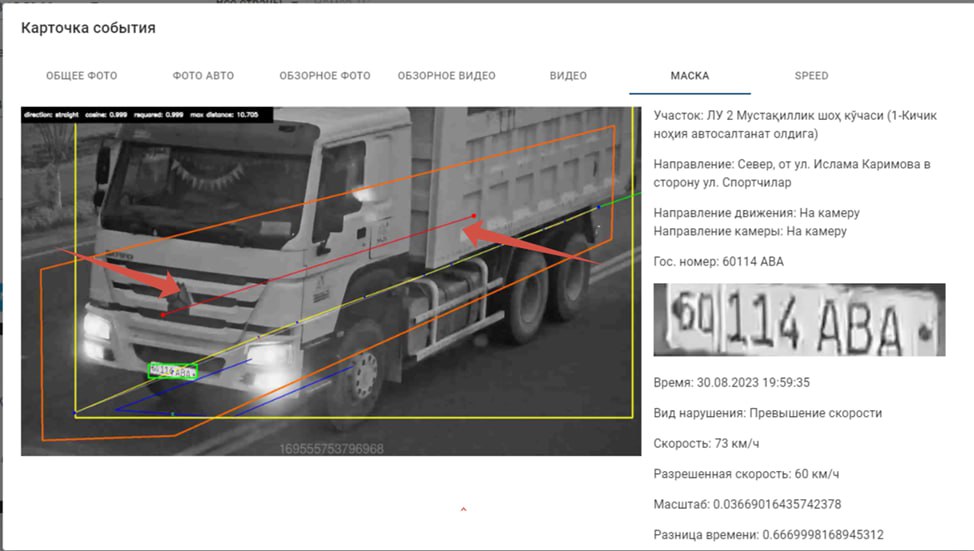 Карточка события
ОБЩЕЕ ФОТО
ФОТО АВТО
ОБЗОРНОЕ ФОТО
ОБЗОРНОЕ ВИДЕО
ВИДЕО
МАСКА
SPEED
direction: straight cosine: 0.999 rsquared: 0.999 max distance: 10.705
60114 ABA
169555753796968
Участок: ЛУ 2 Мустақиллик шоҳ кўчаси (1-Кичик
ноҳия автосалтанат олдига)
Направление: Север, от ул. Ислама Каримова в
сторону ул. Спортчилар
Направление движения: На камеру
Направление камеры: На камеру
Гос. номер: 60114 ABA
60 114 ABA
Время: 30.08.2023 19:59:35
Вид нарушения: Превышение скорости
Скорость: 73 км/ч
Разрешенная скорость: 60 км/ч
Масштаб: 0.03669016435742378
Разница времени: 0.6669998168945312